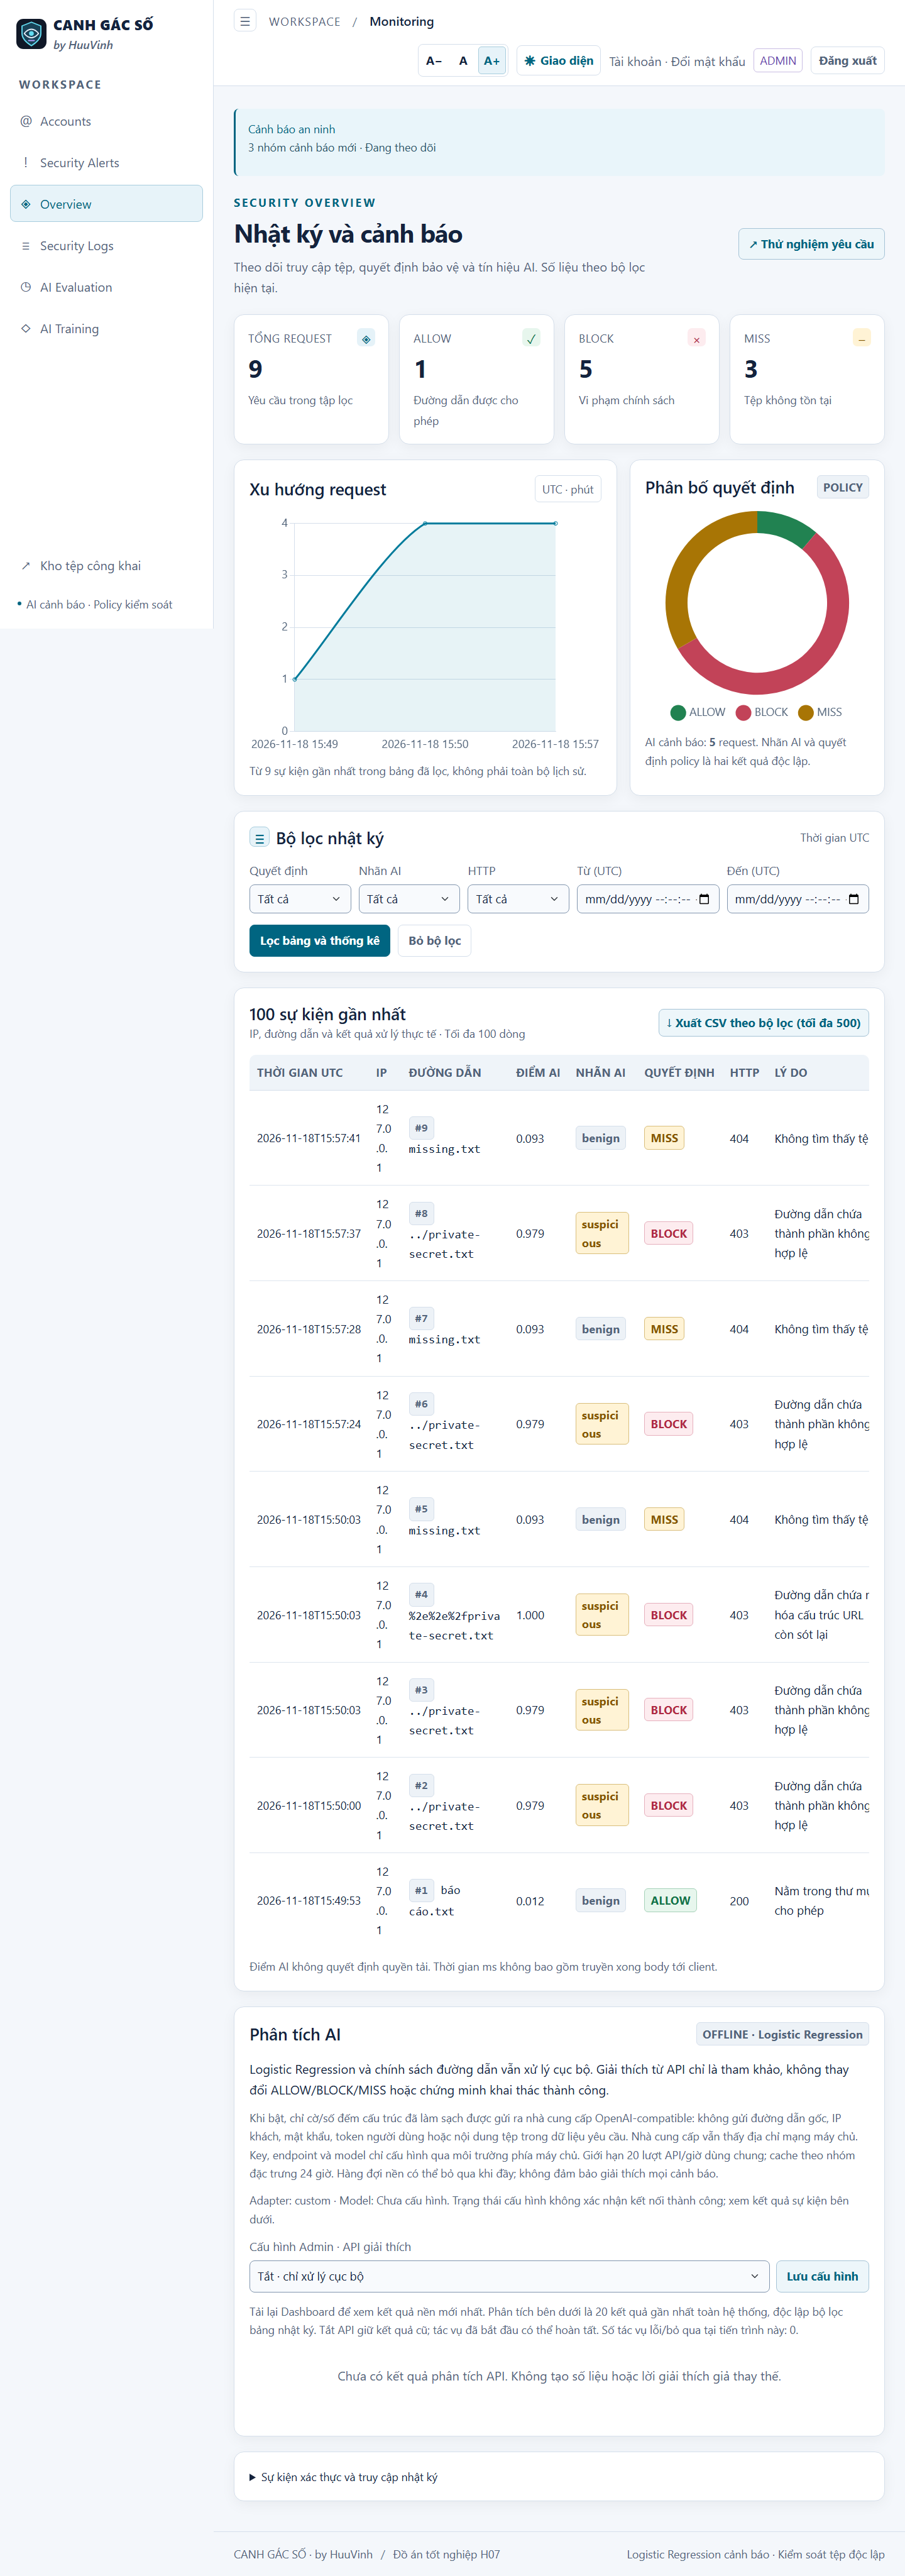 CANH GÁC SỐ
by HuuVinh
WORKSPACE
@ Accounts
! Security Alerts
Overview
Security Logs
AI Evaluation
AI Training
Kho tệp công khai
AI cảnh báo · Policy kiểm soát
WORKSPACE / Monitoring
A− A A+ Giao diện Tài khoản · Đổi mật khẩu ADMIN Đăng xuất
Cảnh báo an ninh
3 nhóm cảnh báo mới · Đang theo dõi
SECURITY OVERVIEW
Nhật ký và cảnh báo
Theo dõi truy cập tệp, quyết định bảo vệ và tín hiệu AI. Số liệu theo bộ lọc
hiện tại.
↗ Thử nghiệm yêu cầu
TỔNG REQUEST
9
Yêu cầu trong tập lọc
ALLOW
1
Đường dẫn được cho
phép
BLOCK
5
Vi phạm chính sách
MISS
3
Tệp không tồn tại
Xu hướng request
UTC · phút
4
3
2
1
0
2026-11-18 15:49 2026-11-18 15:50 2026-11-18 15:57
Từ 9 sự kiện gần nhất trong bảng đã lọc, không phải toàn bộ lịch sử.
Phân bố quyết định
POLICY
ALLOW BLOCK MISS
AI cảnh báo: 5 request. Nhãn AI và quyết
định policy là hai kết quả độc lập.
Bộ lọc nhật ký
Thời gian UTC
Quyết định Nhãn AI HTTP Từ (UTC) Đến (UTC)
Tất cả Tất cả Tất cả mm/dd/yyyy --:--:-- mm/dd/yyyy --:--:--
Lọc bảng và thống kê Bỏ bộ lọc
100 sự kiện gần nhất
IP, đường dẫn và kết quả xử lý thực tế · Tối đa 100 dòng
↓ Xuất CSV theo bộ lọc (tối đa 500)
THỜI GIAN UTC IP ĐƯỜNG DẪN ĐIỂM AI NHÃN AI QUYẾT ĐỊNH HTTP LÝ DO
2026-11-18T15:57:41 127.0.0.1 #9 missing.txt 0.093 benign MISS 404 Không tìm thấy tệ
2026-11-18T15:57:37 127.0.0.1 #8 ../private-secret.txt 0.979 suspicious BLOCK 403 Đường dẫn chứa thành phần không hợp lệ
2026-11-18T15:57:28 127.0.0.1 #7 missing.txt 0.093 benign MISS 404 Không tìm thấy tệ
2026-11-18T15:57:24 127.0.0.1 #6 ../private-secret.txt 0.979 suspicious BLOCK 403 Đường dẫn chứa thành phần không hợp lệ
2026-11-18T15:50:03 127.0.0.1 #5 missing.txt 0.093 benign MISS 404 Không tìm thấy tệ
2026-11-18T15:50:03 127.0.0.1 #4 %2e%2e%2fprivate-secret.txt 1.000 suspicious BLOCK 403 Đường dẫn chứa hóa cấu trúc URL còn sót lại
2026-11-18T15:50:03 127.0.0.1 #3 ../private-secret.txt 0.979 suspicious BLOCK 403 Đường dẫn chứa thành phần không hợp lệ
2026-11-18T15:50:00 127.0.0.1 #2 ../private-secret.txt 0.979 suspicious BLOCK 403 Đường dẫn chứa thành phần không hợp lệ
2026-11-18T15:49:53 127.0.0.1 #1 báo cáo.txt 0.012 benign ALLOW 200 Nằm trong thư mụ cho phép
Điểm AI không quyết định quyền tải. Thời gian ms không bao gồm truyền xong body tới client.
Phân tích AI
OFFLINE · Logistic Regression
Logistic Regression và chính sách đường dẫn vẫn xử lý cục bộ. Giải thích từ API chỉ là tham khảo, không thay
đổi ALLOW/BLOCK/MISS hoặc chứng minh khai thác thành công.
Khi bật, chỉ cờ/số đếm cấu trúc đã làm sạch được gửi ra nhà cung cấp OpenAI-compatible: không gửi đường dẫn gốc, IP
khách, mật khẩu, token người dùng hoặc nội dung tệp trong dữ liệu yêu cầu. Nhà cung cấp vẫn thấy địa chỉ mạng máy chủ.
Key, endpoint và model chỉ cấu hình qua môi trường phía máy chủ. Giới hạn 20 lượt API/giờ dùng chung; cache theo nhóm
đặc trưng 24 giờ. Hàng đợi nền có thể bỏ qua khi đầy; không đảm bảo giải thích mọi cảnh báo.
Adapter: custom · Model: Chưa cấu hình. Trạng thái cấu hình không xác nhận kết nối thành công; xem kết quả sự kiện bên
dưới.
Cấu hình Admin · API giải thích
Tắt · chỉ xử lý cục bộ
Lưu cấu hình
Tải lại Dashboard để xem kết quả nền mới nhất. Phân tích bên dưới là 20 kết quả gần nhất toàn hệ thống, độc lập bộ lọc
bảng nhật ký. Tắt API giữ kết quả cũ; tác vụ đã bắt đầu có thể hoàn tất. Số tác vụ lỗi/bỏ qua tại tiến trình này: 0.
Chưa có kết quả phân tích API. Không tạo số liệu hoặc lời giải thích giả thay thế.
▶ Sự kiện xác thực và truy cập nhật ký
CANH GÁC SỐ · by HuuVinh / Đồ án tốt nghiệp H07
Logistic Regression cảnh báo · Kiểm soát tệp độc lập